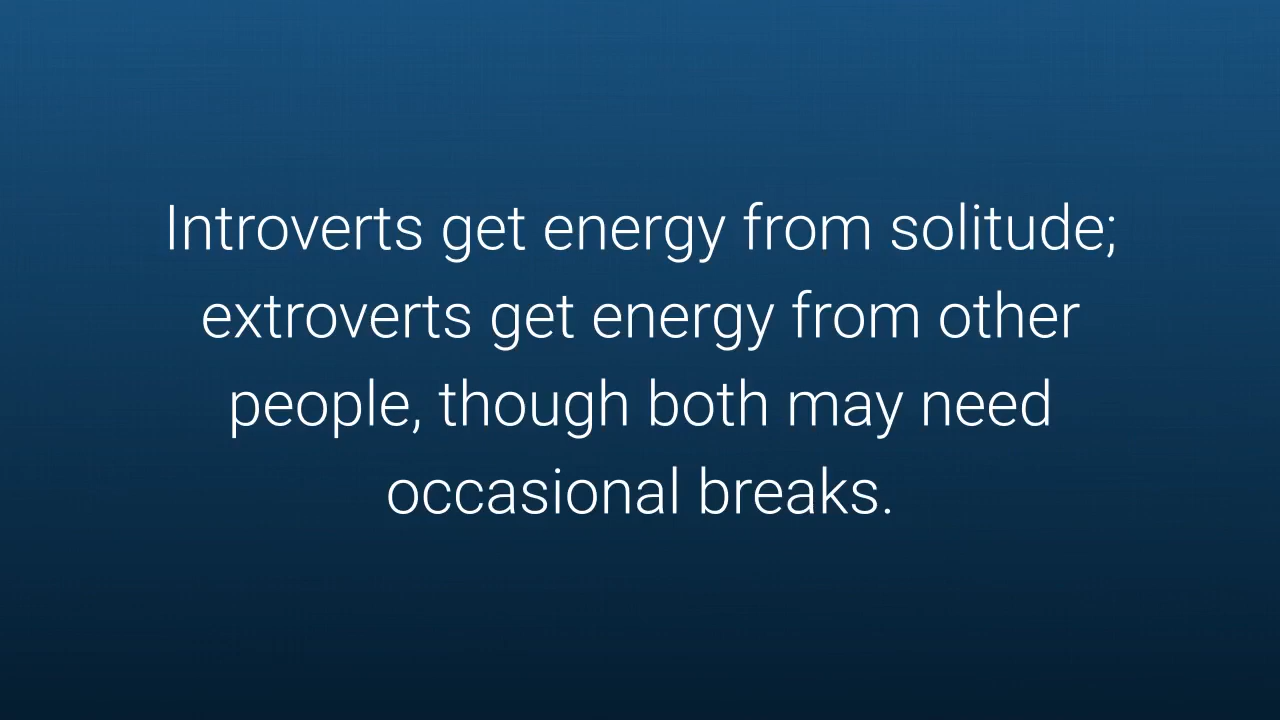 Introverts get energy from solitude;
extroverts get energy from other
people, though both may need
occasional breaks.